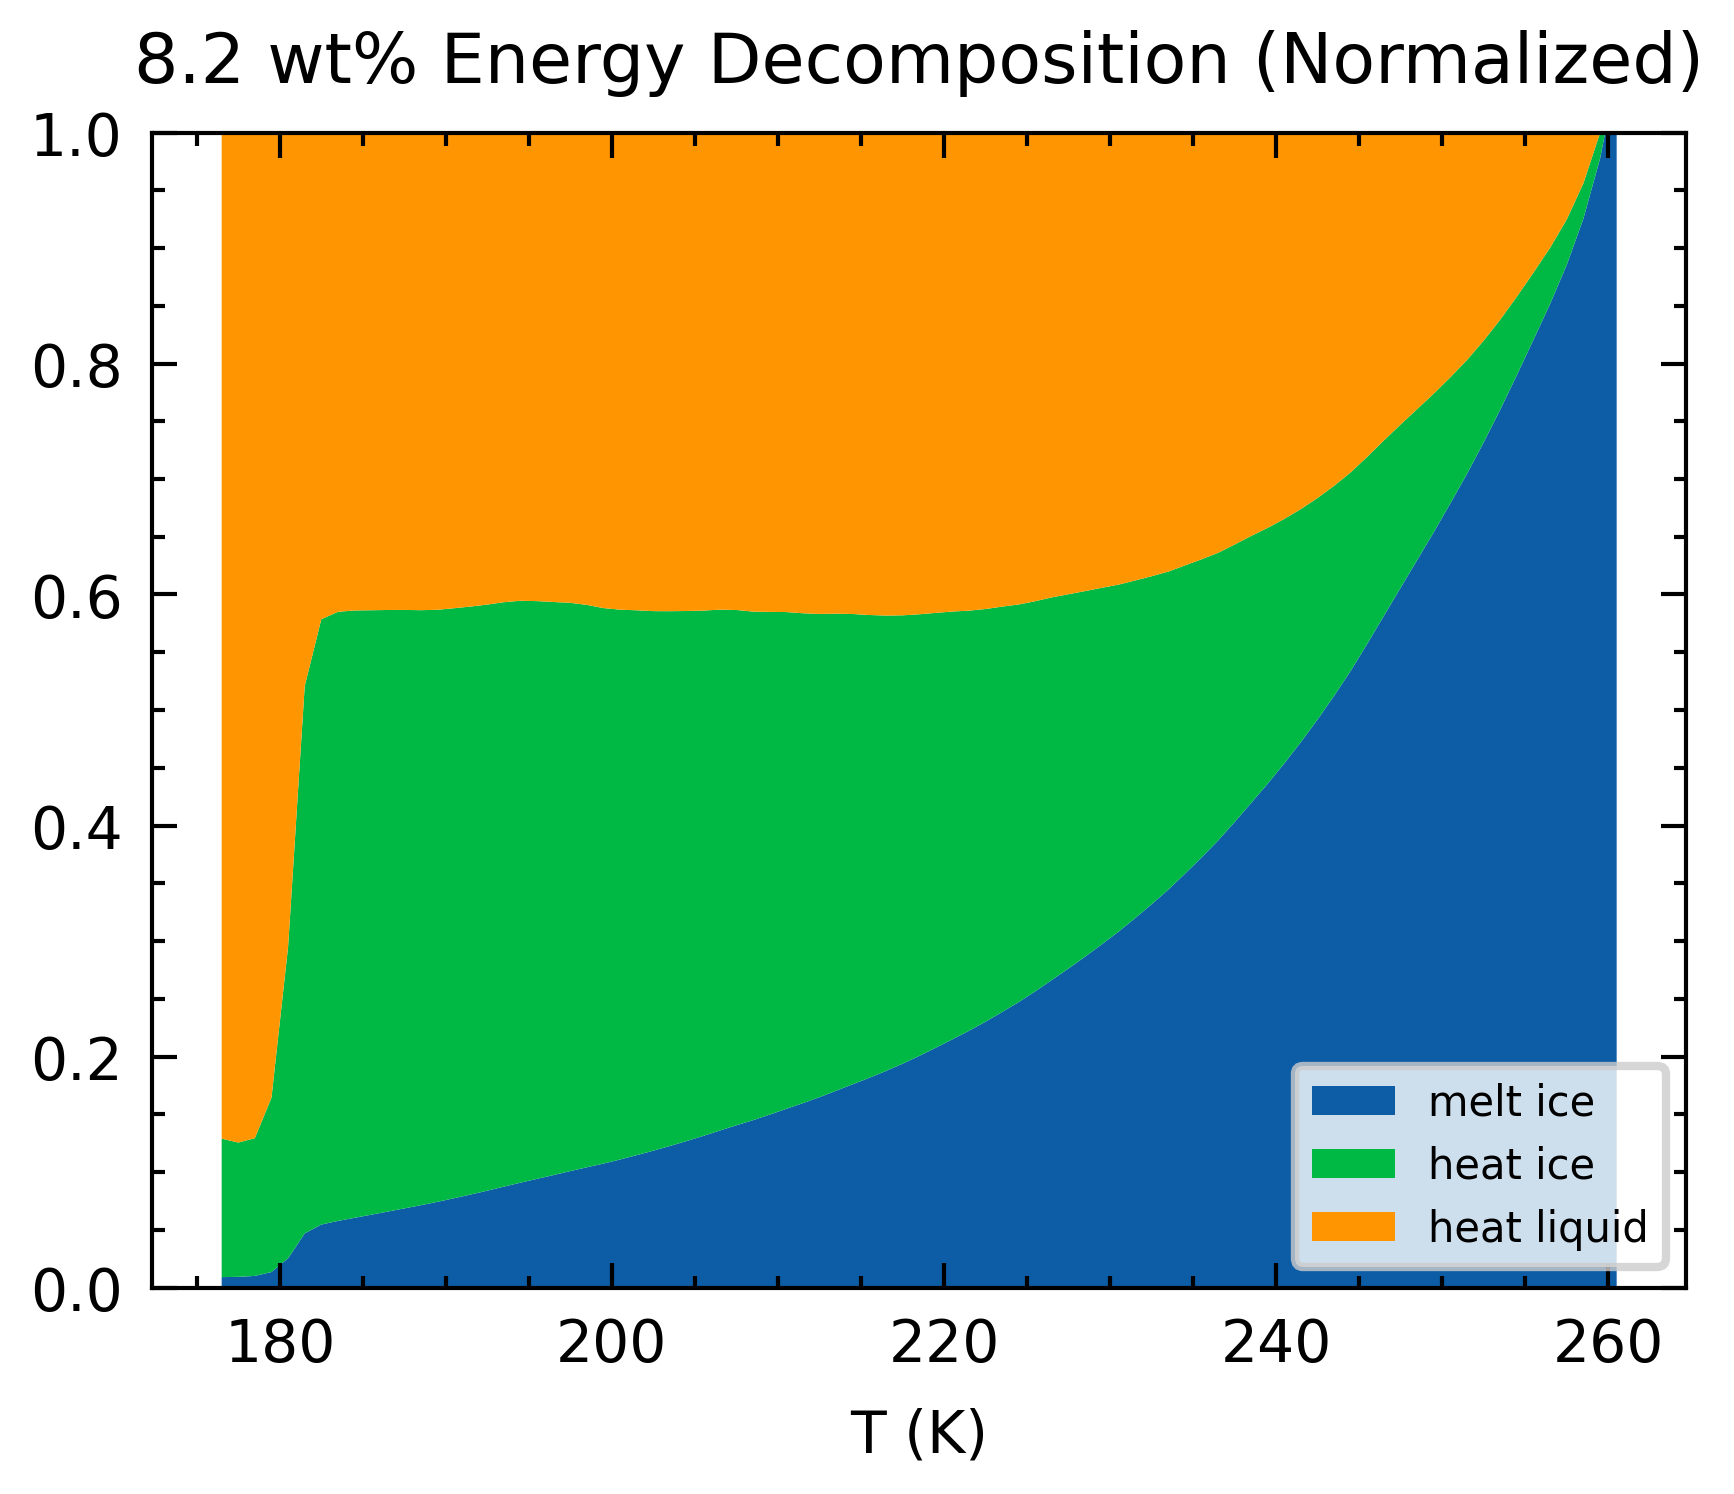 8.2 wt% Energy Decomposition (Normalized)
1.0
0.8
0.6
0.4
0.2
0.0
melt ice
heat ice
heat liquid
180 200 220 240 260
T (K)